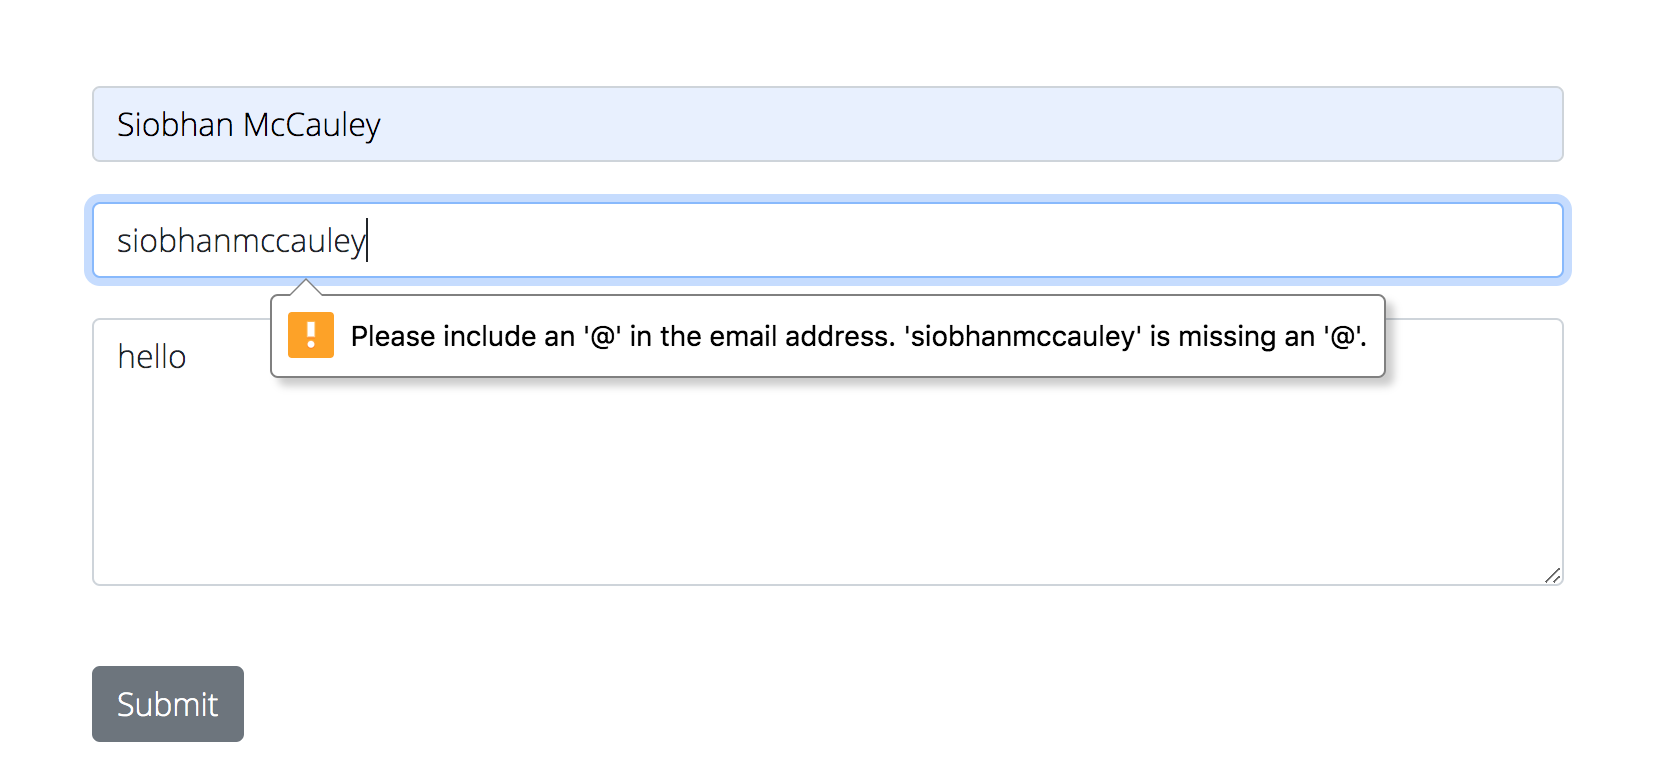 Siobhan McCauley
siobhanmccauley
Please include an '@' in the email address. 'siobhanmccauley' is missing an '@'.
hello
Submit